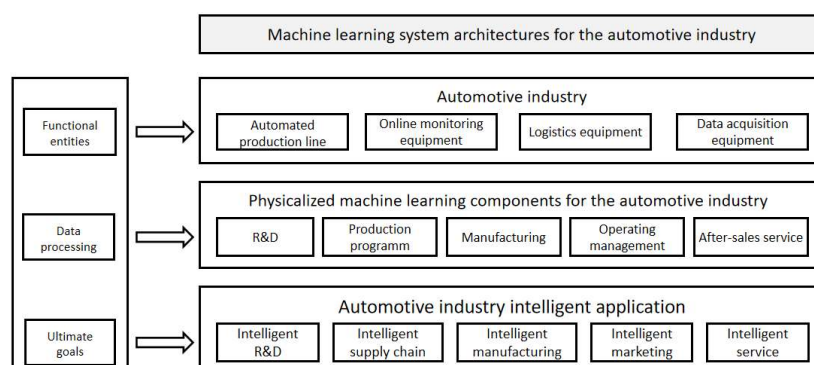 Machine learning system architectures for the automotive industry
Functional
entities
Automotive industry
Automated
production line
Online monitoring
equipment
Logistics equipment
Data acquisition
equipment
Data
processing
Physicalized machine learning components for the automotive industry
R&D
Production
programm
Manufacturing
Operating
management
After-sales service
Ultimate
goals
Automotive industry intelligent application
Intelligent
R&D
Intelligent
supply chain
Intelligent
manufacturing
Intelligent
marketing
Intelligent
service